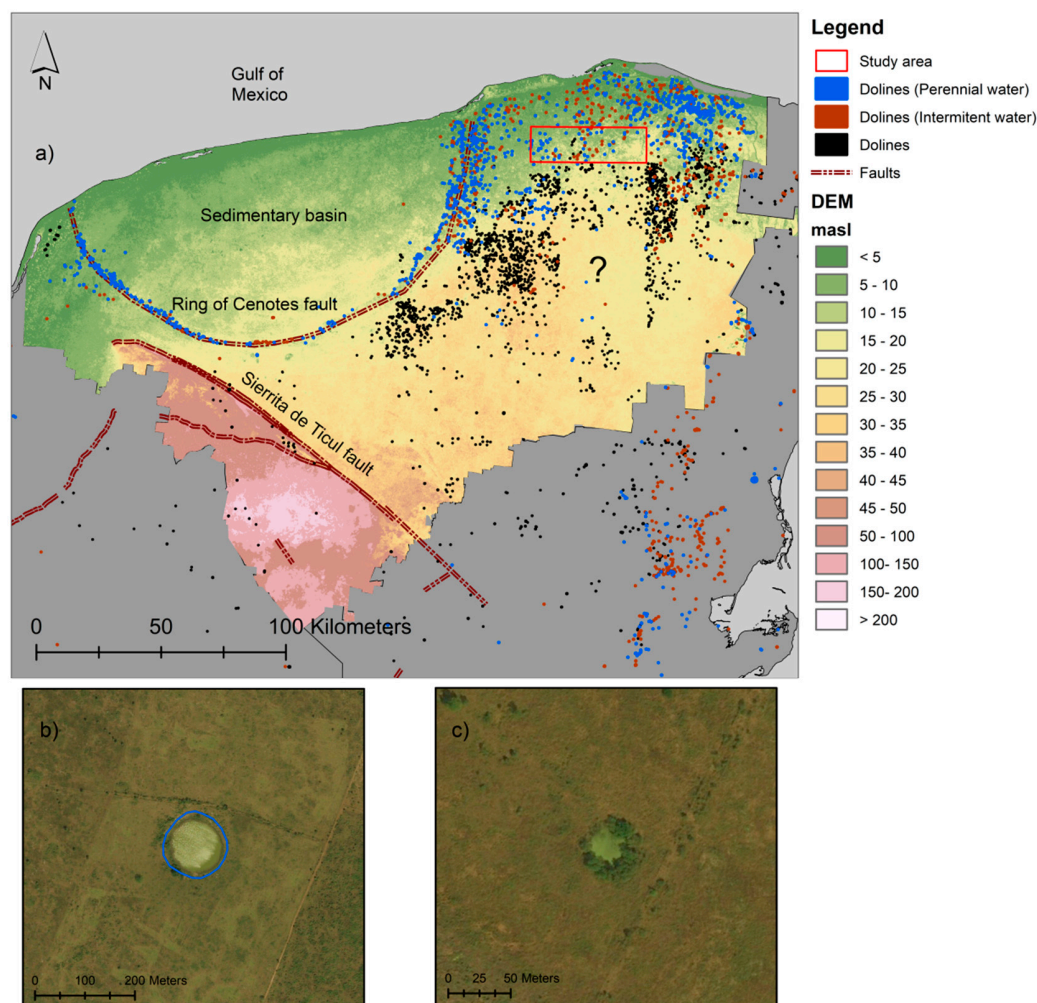 N
Gulf of
Mexico
a)
Sedimentary basin
?
Ring of Cenotes fault
Sierrita de Ticul fault
0 50 100 Kilometers
Legend
Study area
Dolines (Perennial water)
Dolines (Intermitent water)
Dolines
Faults
DEM
masl
< 5
5 - 10
10 - 15
15 - 20
20 - 25
25 - 30
30 - 35
35 - 40
40 - 45
45 - 50
50 - 100
100- 150
150- 200
> 200
b)
0 100 200 Meters
c)
0 25 50 Meters